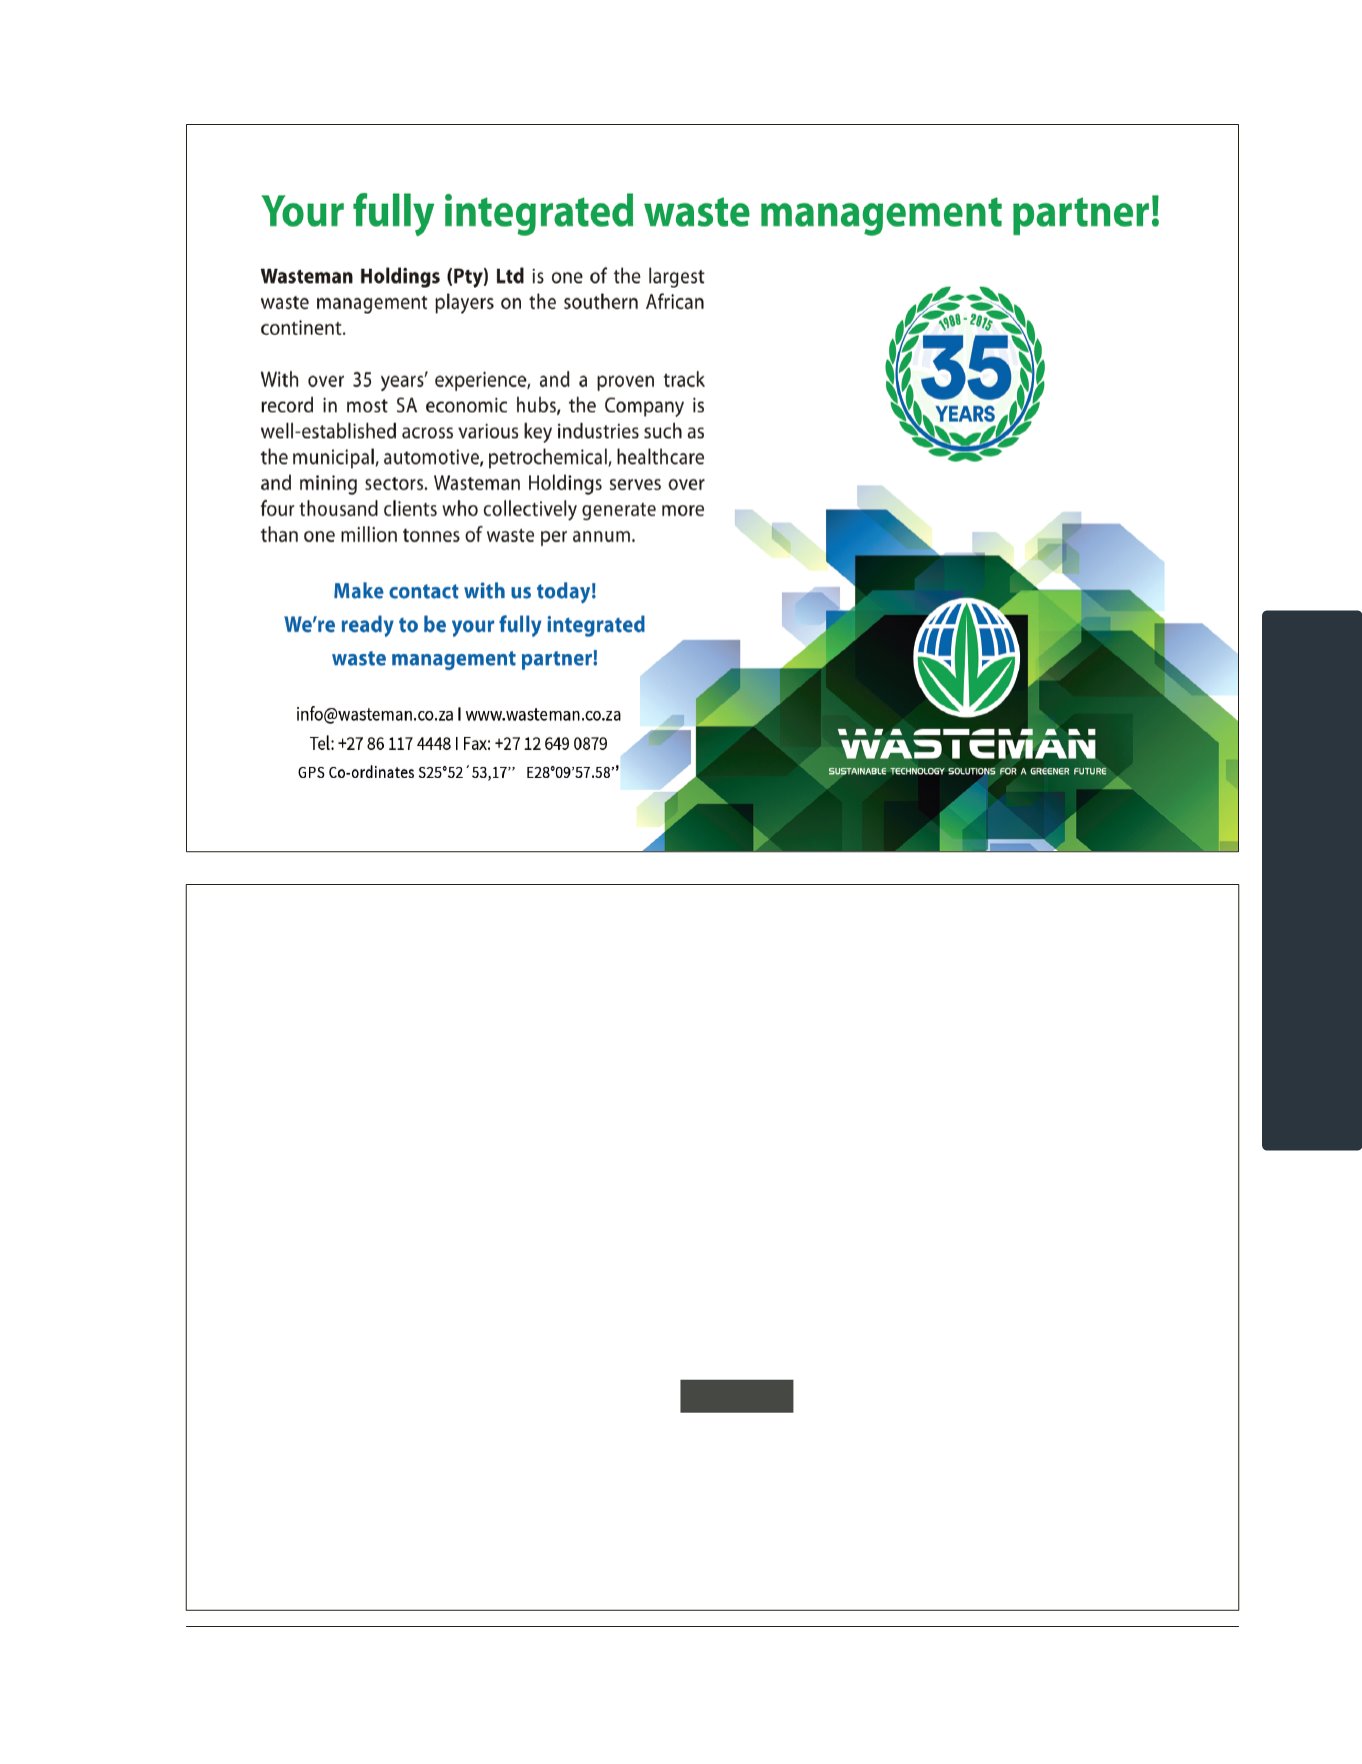 Your fully integrated waste management partner!
Wasteman Holdings (Pty) Ltd is one of the largest
waste management players on the southern African
continent.
With over 35 years’ experience, and a proven track
record in most SA economic hubs, the Company is
well-established across various key industries such as
the municipal, automotive, petrochemical, healthcare
and mining sectors. Wasteman Holdings serves over
four thousand clients who collectively generate more
than one million tonnes of waste per annum.
Make contact with us today!
We’re ready to be your fully integrated
waste management partner!
info@wasteman.co.za I www.wasteman.co.za
Tel: +27 86 117 4448 I Fax: +27 12 649 0879
GPS Co-ordinates S25°52´53,17’’ E28°09’57.58’’
1980 - 2015
35
YEARS
WASTEMAN
SUSTAINABLE TECHNOLOGY SOLUTIONS FOR A GREENER FUTURE